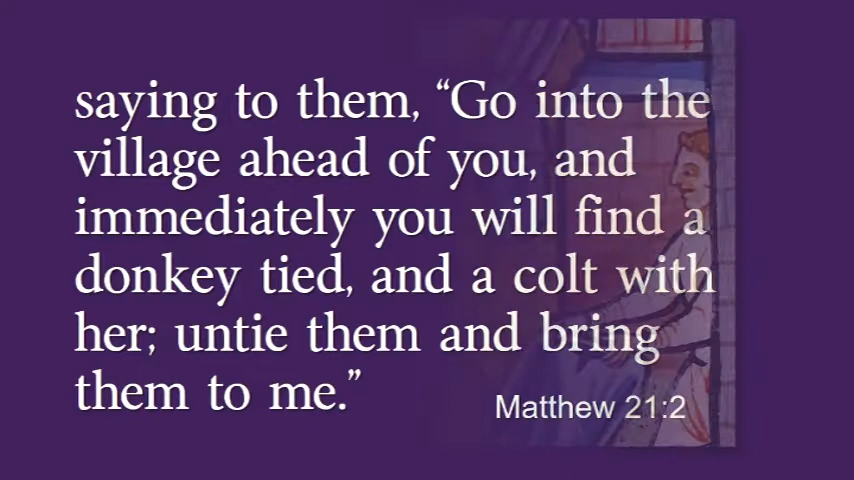 saying to them, “Go into the
village ahead of you, and
immediately you will find a
donkey tied, and a colt with
her; untie them and bring
them to me.”
Matthew 21:2